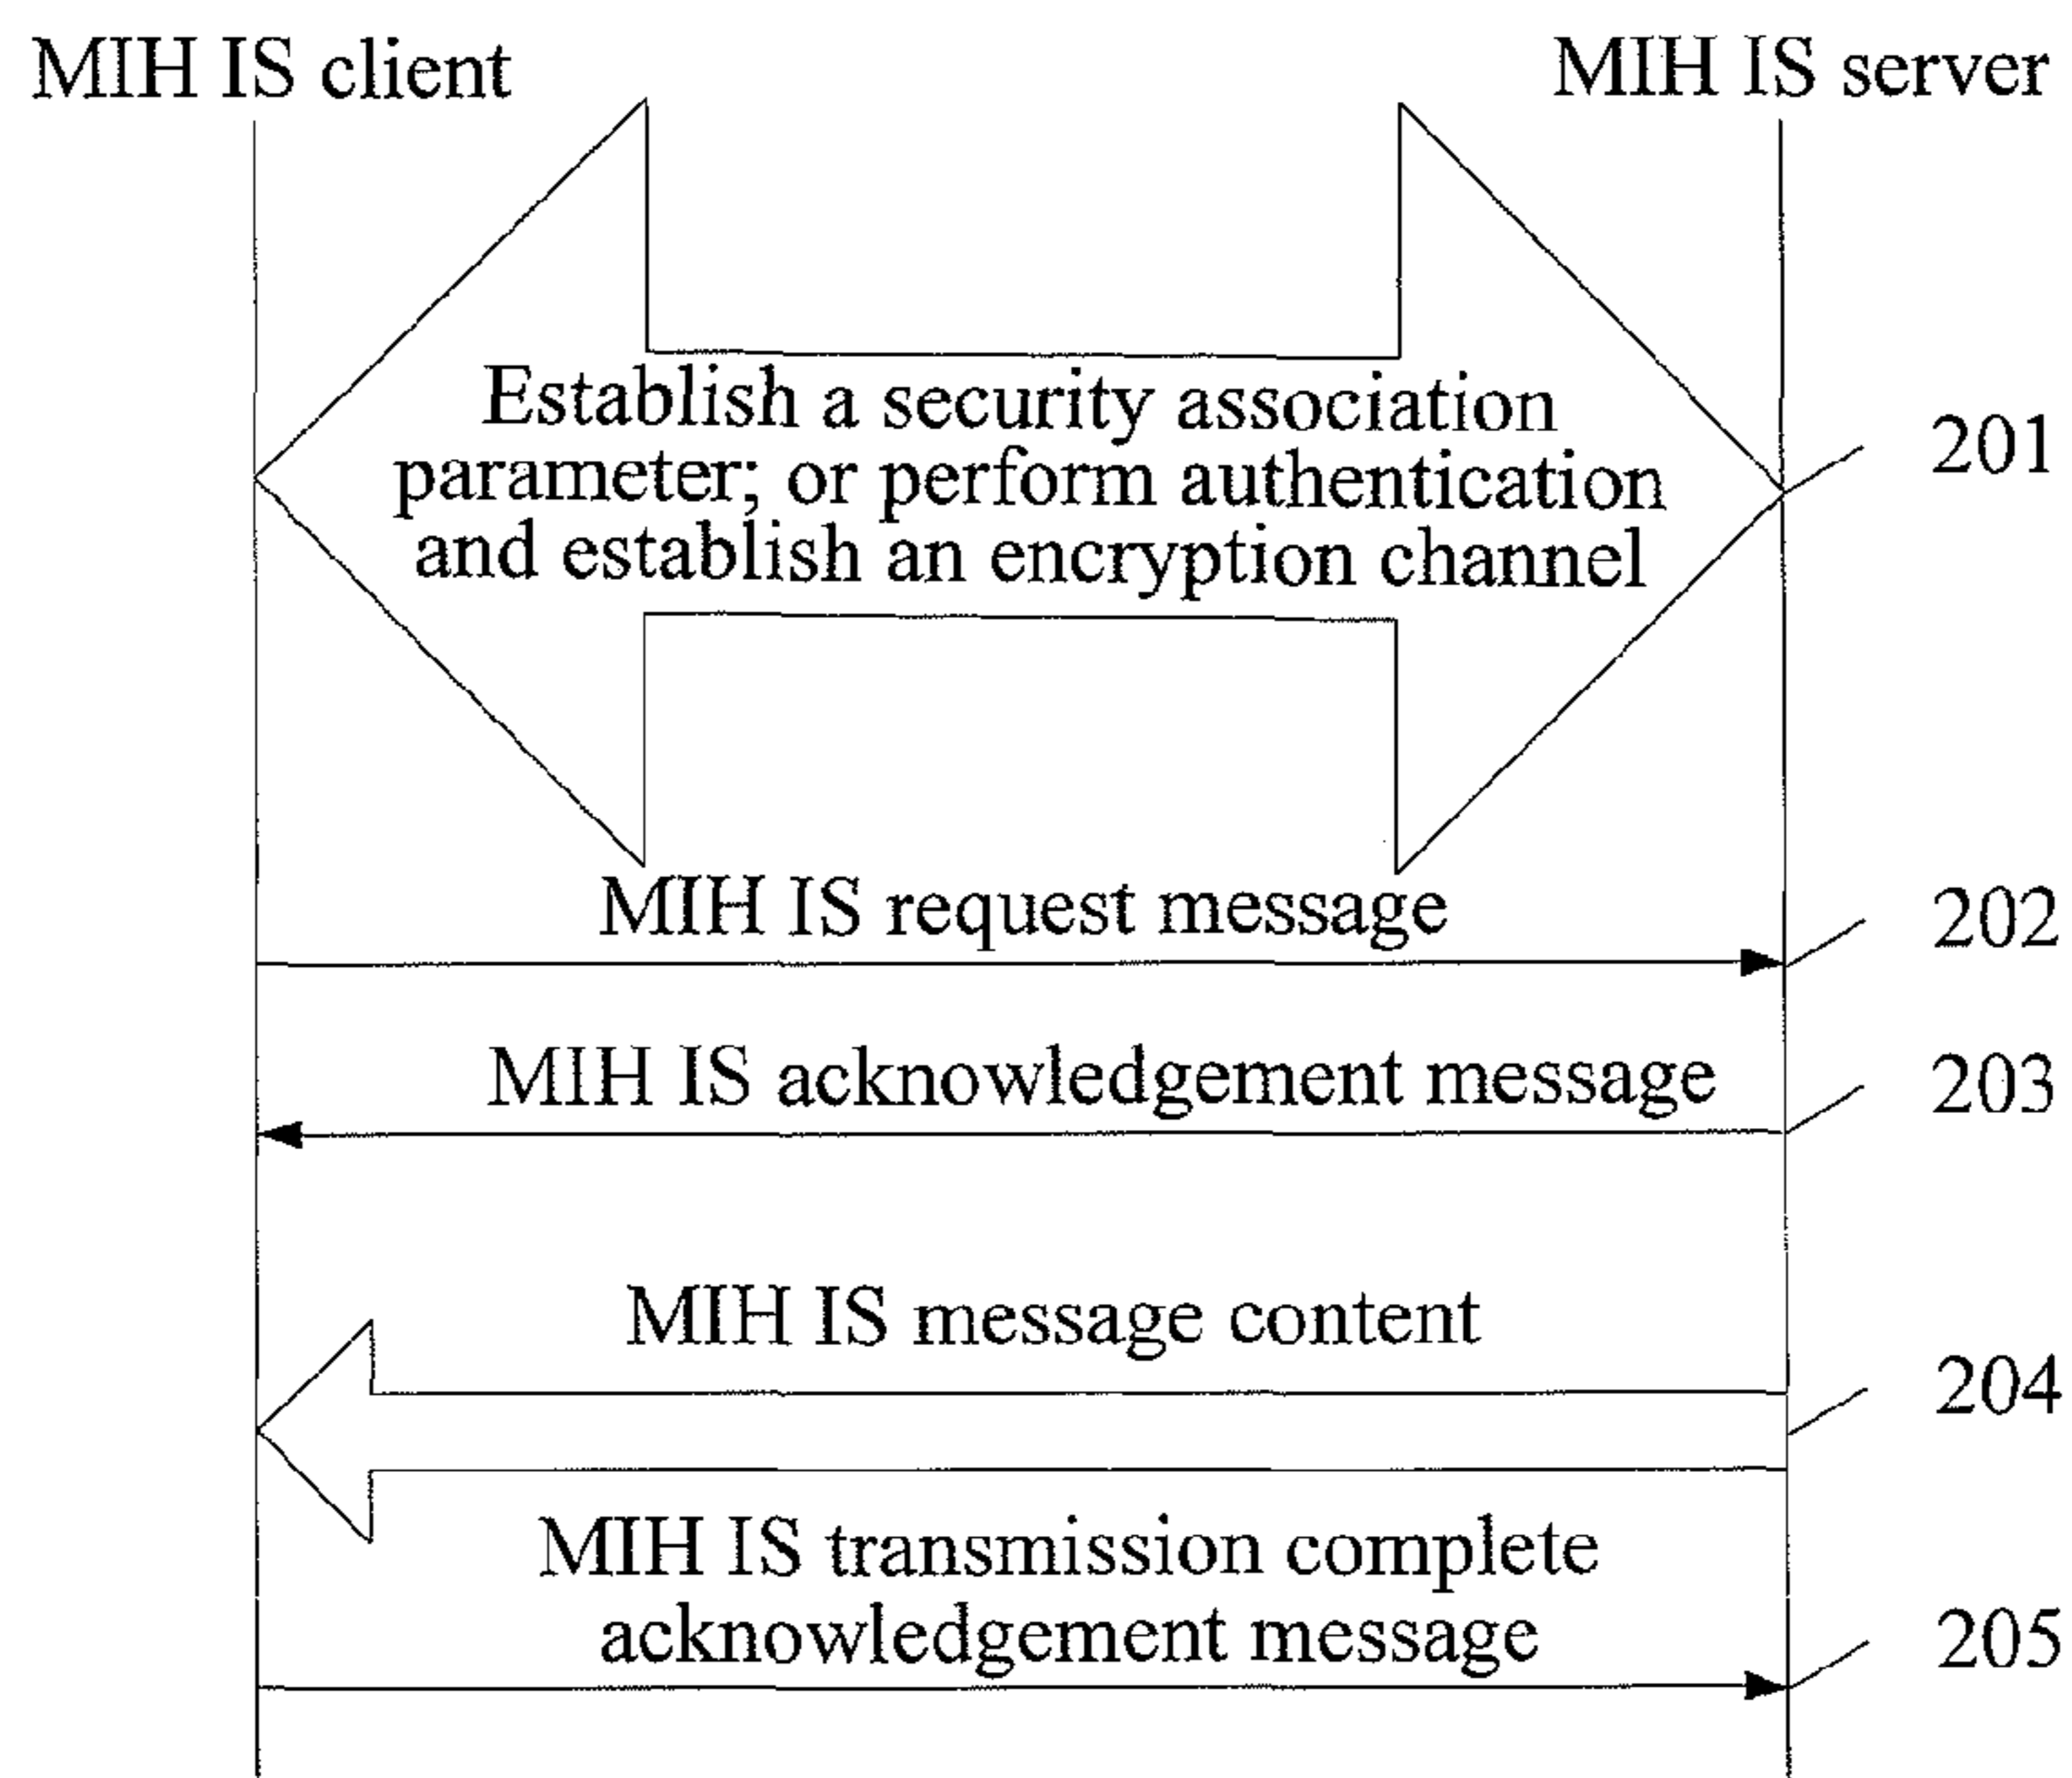 MIH IS client
MIH IS server
Establish a security association
parameter; or perform authentication
and establish an encryption channel
201
MIH IS request message
202
MIH IS acknowledgement message
203
MIH IS message content
204
MIH IS transmission complete
acknowledgement message
205